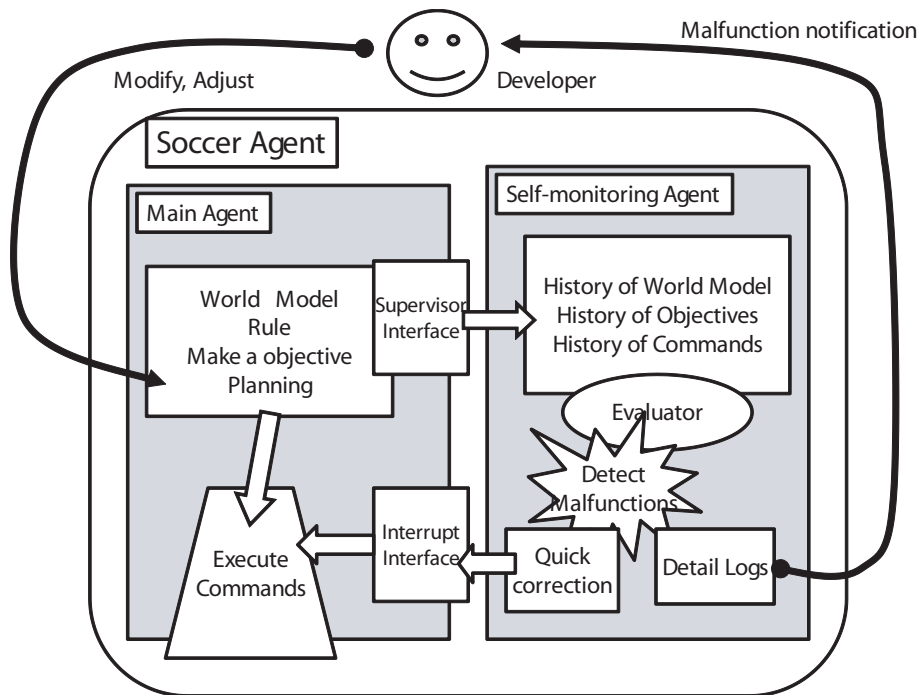 Malfunction notification
Modify, Adjust
Developer
Soccer Agent
Main Agent
Self-monitoring Agent
World Model
Rule
Make a objective
Planning
Supervisor
Interface
History of World Model
History of Objectives
History of Commands
Evaluator
Detect
Malfunctions
Execute
Commands
Interrupt
Interface
Quick
correction
Detail Logs